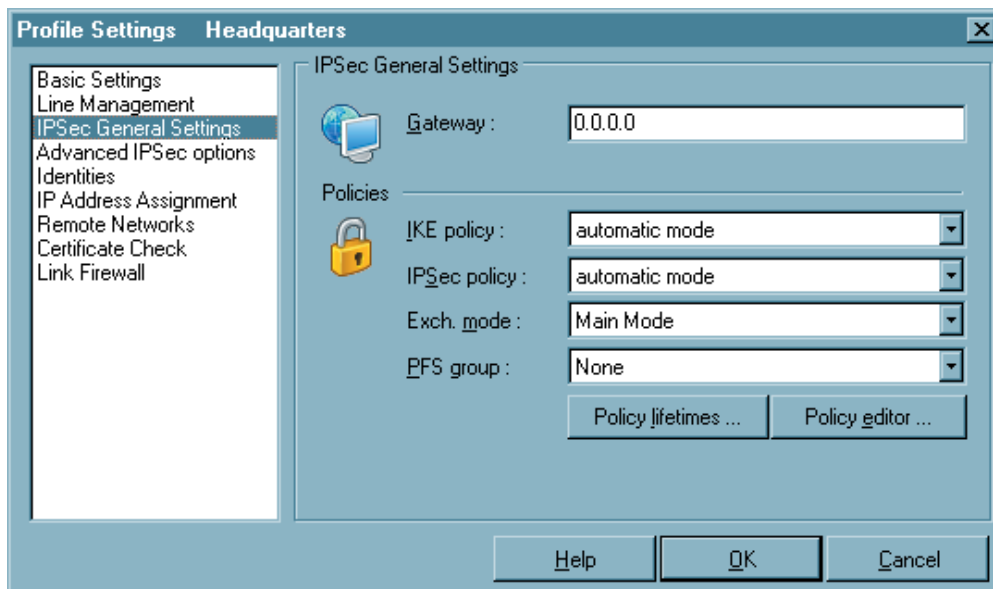 Profile Settings Headquarters
Basic Settings
Line Management
IPSec General Settings
Advanced IPSec options
Identities
IP Address Assignment
Remote Networks
Certificate Check
Link Firewall
IPSec General Settings
Gateway : 0.0.0.0
Policies
IKE policy : automatic mode
IPSec policy : automatic mode
Exch. mode : Main Mode
PFS group : None
Policy lifetimes ... Policy editor ...
Help OK Cancel